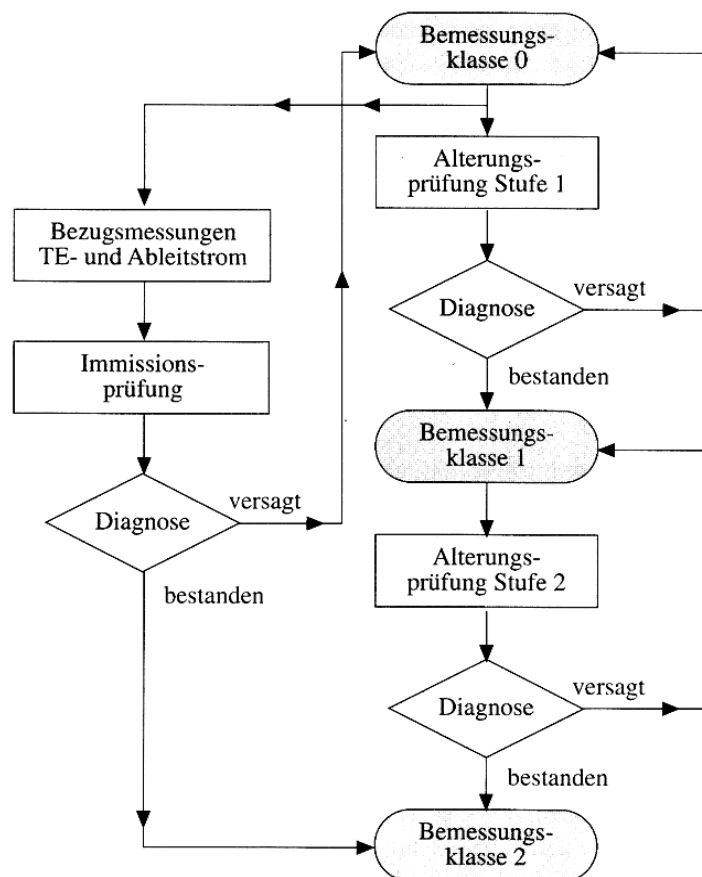 Bemessungs-
klasse 0
Alterungs-
prüfung Stufe 1
Bezugsmessungen
TE- und Ableitstrom
Diagnose
versagt
Immissions-
prüfung
bestanden
Bemessungs-
klasse 1
Diagnose
versagt
Alterungs-
prüfung Stufe 2
bestanden
Diagnose
versagt
bestanden
Bemessungs-
klasse 2